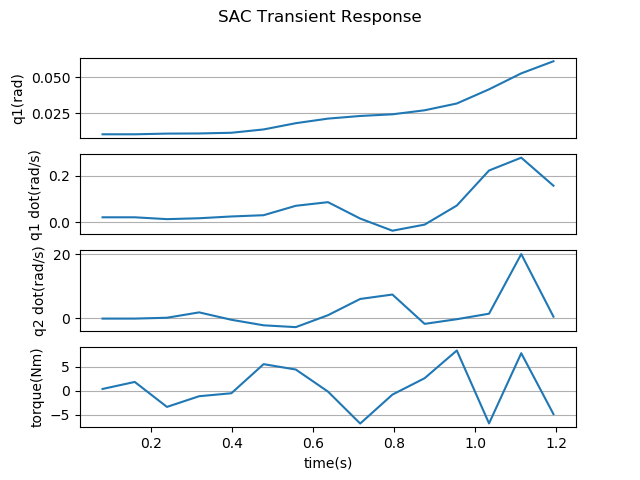 SAC Transient Response
0.050
0.025
q1(rad)
0.2
0.0
q1 dot(rad/s)
20
0
q2 dot(rad/s)
5
0
−5
torque(Nm)
0.2 0.4 0.6 0.8 1.0 1.2
time(s)